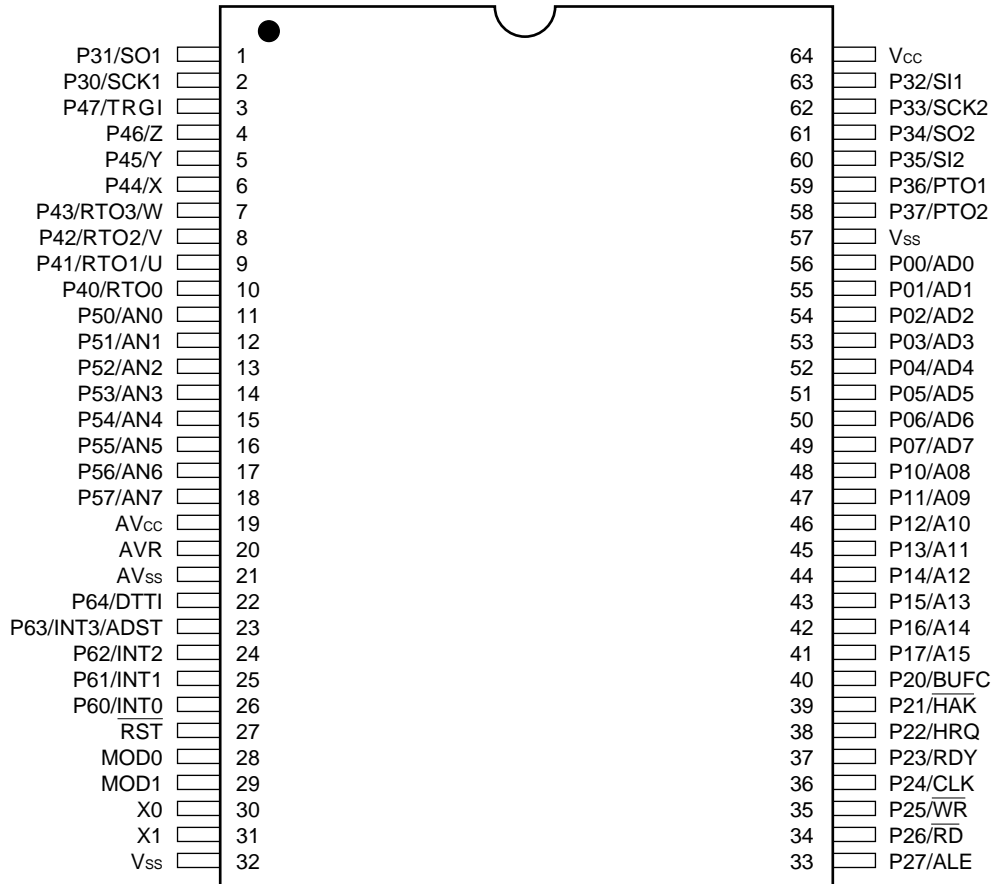 P31/SO1 1 64 Vcc
P30/SCK1 2 63 P32/SI1
P47/TRGI 3 62 P33/SCK2
P46/Z 4 61 P34/SO2
P45/Y 5 60 P35/SI2
P44/X 6 59 P36/PTO1
P43/RTO3/W 7 58 P37/PTO2
P42/RTO2/V 8 57 Vss
P41/RTO1/U 9 56 P00/AD0
P40/RTO0 10 55 P01/AD1
P50/AN0 11 54 P02/AD2
P51/AN1 12 53 P03/AD3
P52/AN2 13 52 P04/AD4
P53/AN3 14 51 P05/AD5
P54/AN4 15 50 P06/AD6
P55/AN5 16 49 P07/AD7
P56/AN6 17 48 P10/A08
P57/AN7 18 47 P11/A09
AVcc 19 46 P12/A10
AVR 20 45 P13/A11
AVss 21 44 P14/A12
P64/DTTI 22 43 P15/A13
P63/INT3/ADST 23 42 P16/A14
P62/INT2 24 41 P17/A15
P61/INT1 25 40 P20/BUFC
P60/INT0 26 39 P21/H̅A̅K̅
R̅S̅T̅ 27 38 P22/HRQ
MOD0 28 37 P23/RDY
MOD1 29 36 P24/CLK
X0 30 35 P25/W̅R̅
X1 31 34 P26/R̅D̅
Vss 32 33 P27/ALE